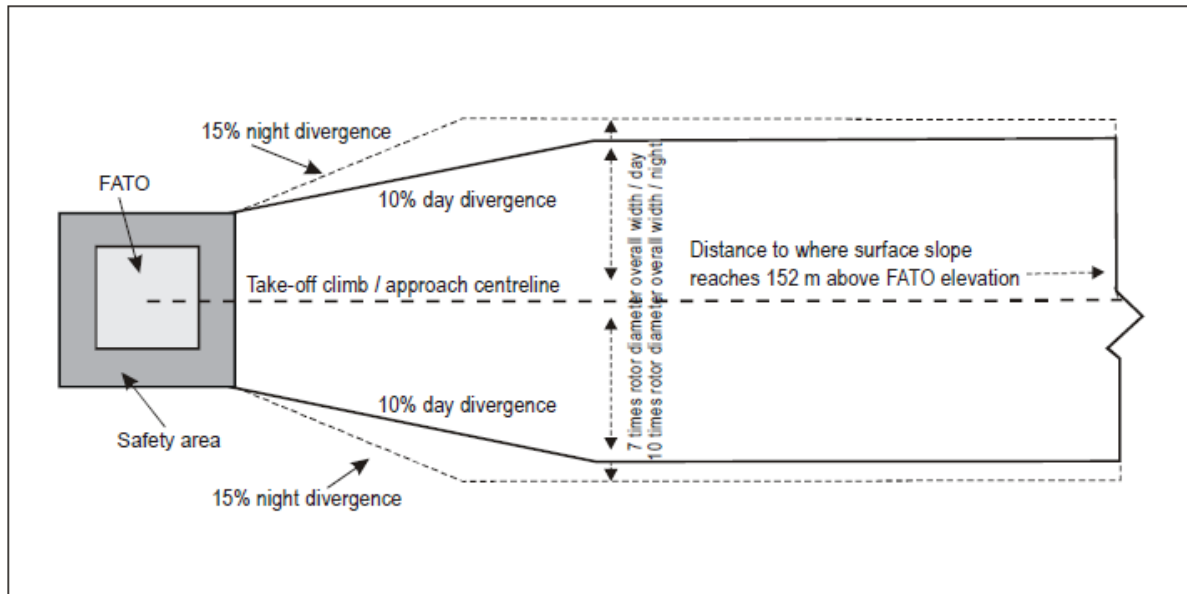 15% night divergence
FATO
10% day divergence
7 times rotor diameter overall width / day
10 times rotor diameter overall width / night
Distance to where surface slope
reaches 152 m above FATO elevation
Take-off climb / approach centreline
10% day divergence
Safety area
15% night divergence